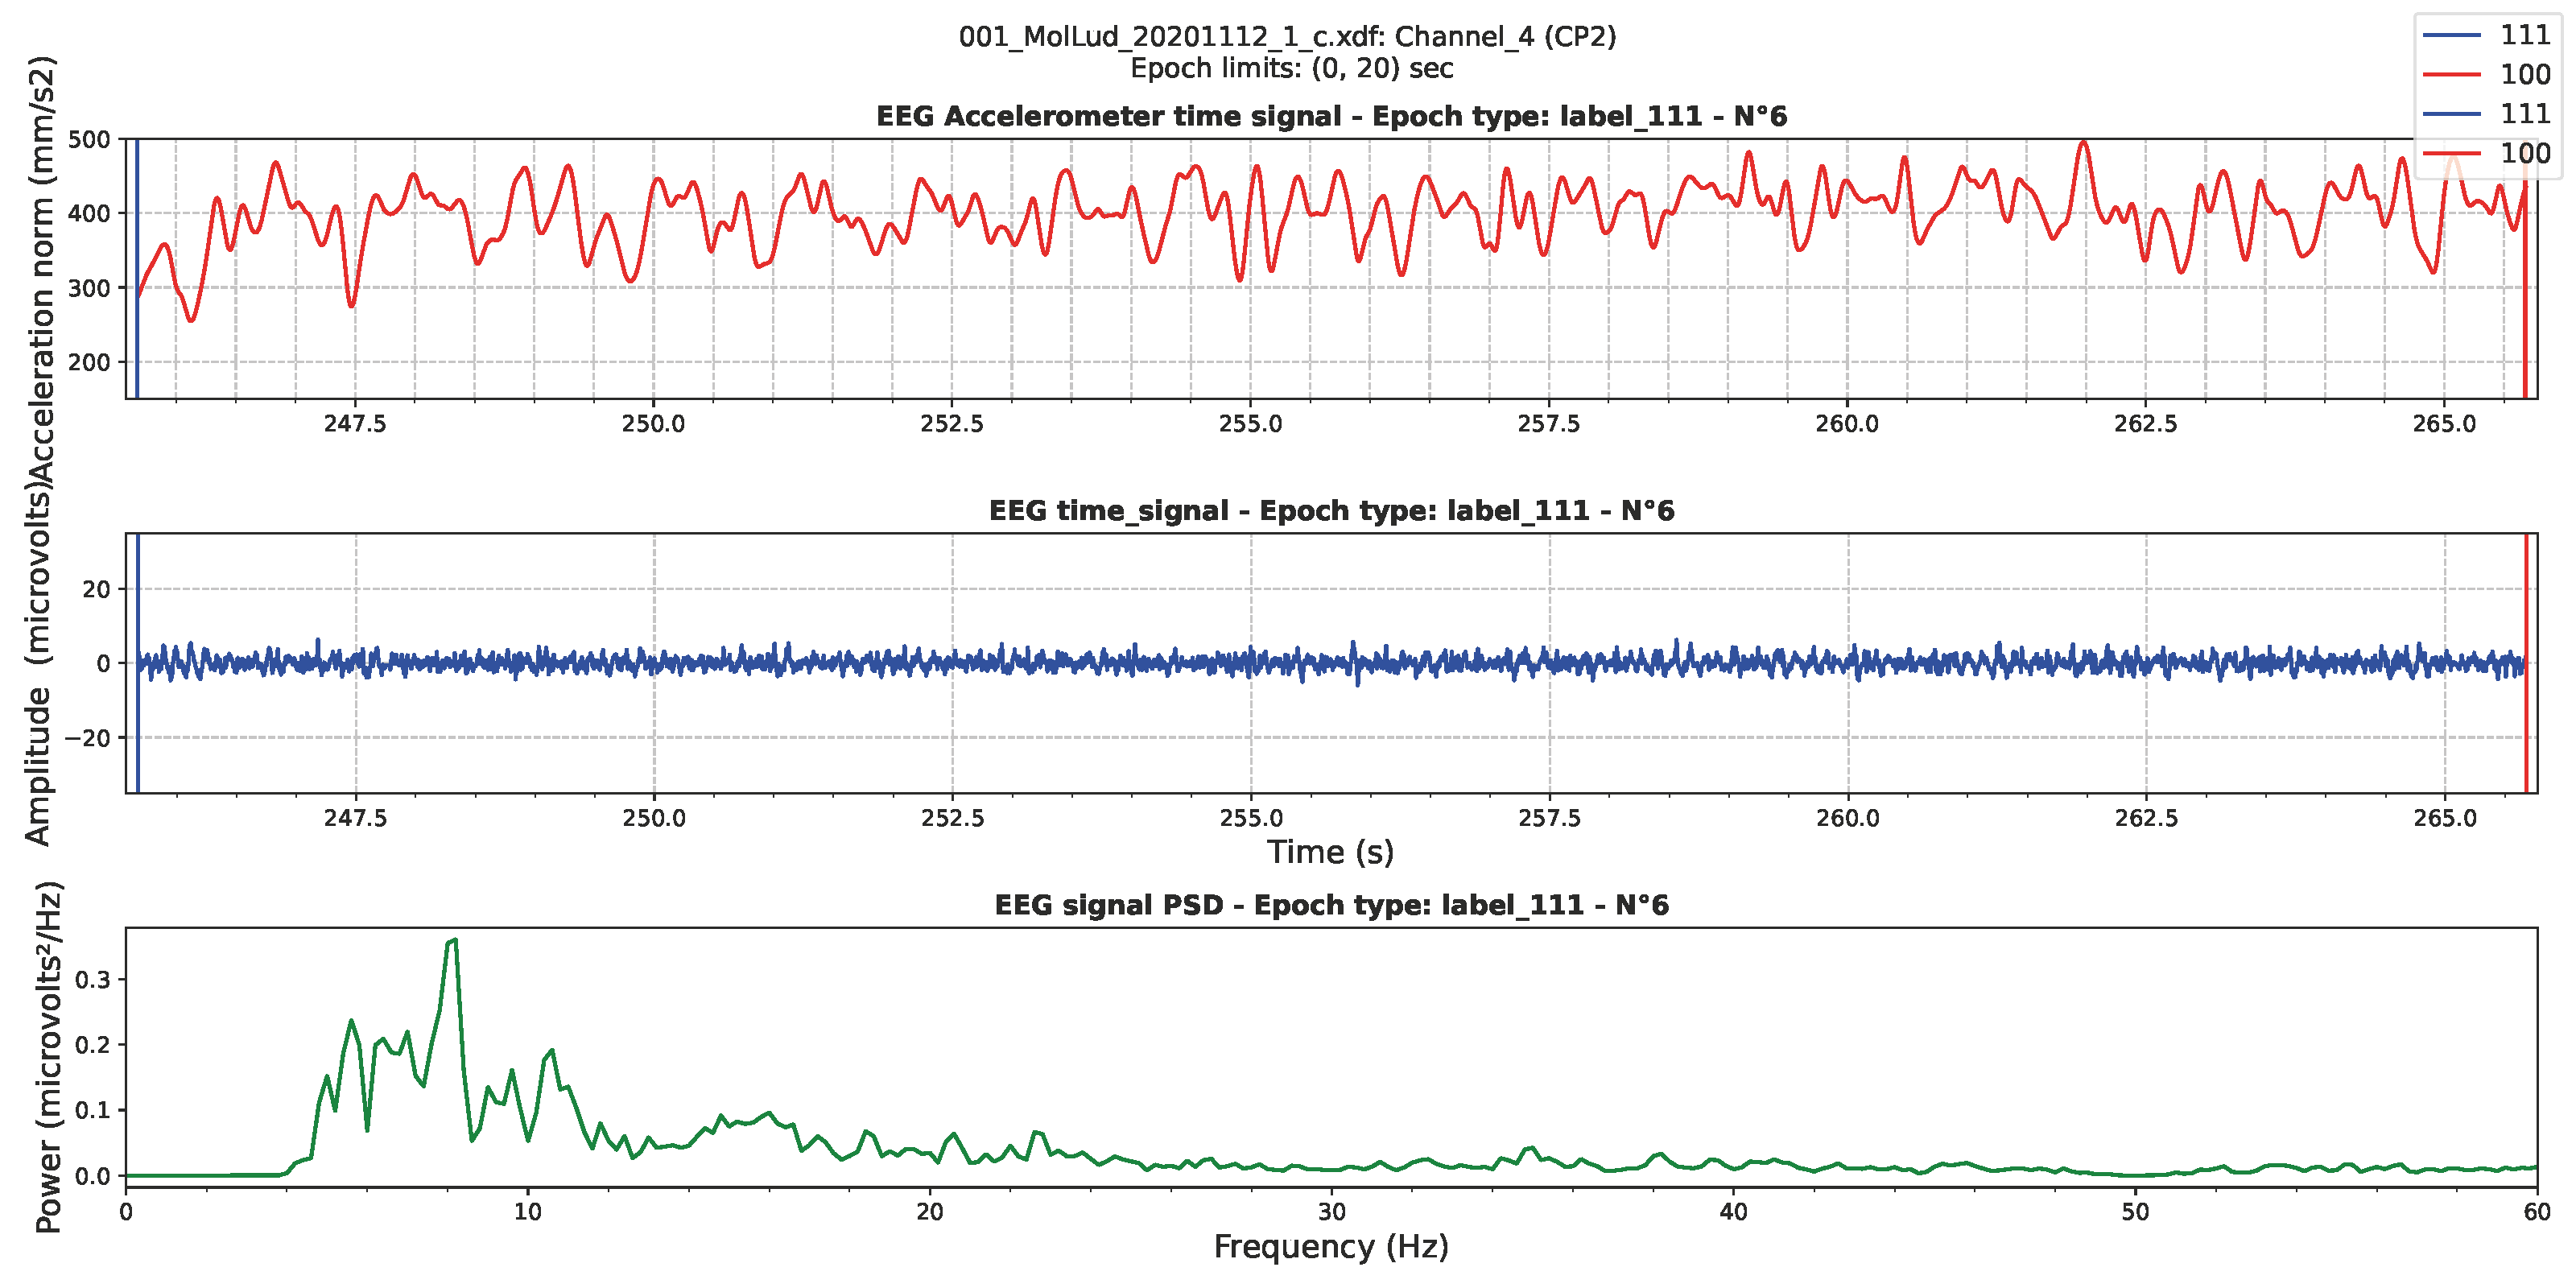 001_MolLud_20201112_1_c.xdf: Channel_4 (CP2)
Epoch limits: (0, 20) sec
111
100
111
100
EEG Accelerometer time signal - Epoch type: label_111 - N°6
Acceleration norm (mm/s2)
500
400
300
200
247.5 250.0 252.5 255.0 257.5 260.0 262.5 265.0
EEG time_signal - Epoch type: label_111 - N°6
Amplitude (microvolts)
20
0
−20
247.5 250.0 252.5 255.0 257.5 260.0 262.5 265.0
Time (s)
EEG signal PSD - Epoch type: label_111 - N°6
Power (microvolts²/Hz)
0.3
0.2
0.1
0.0
0 10 20 30 40 50 60
Frequency (Hz)